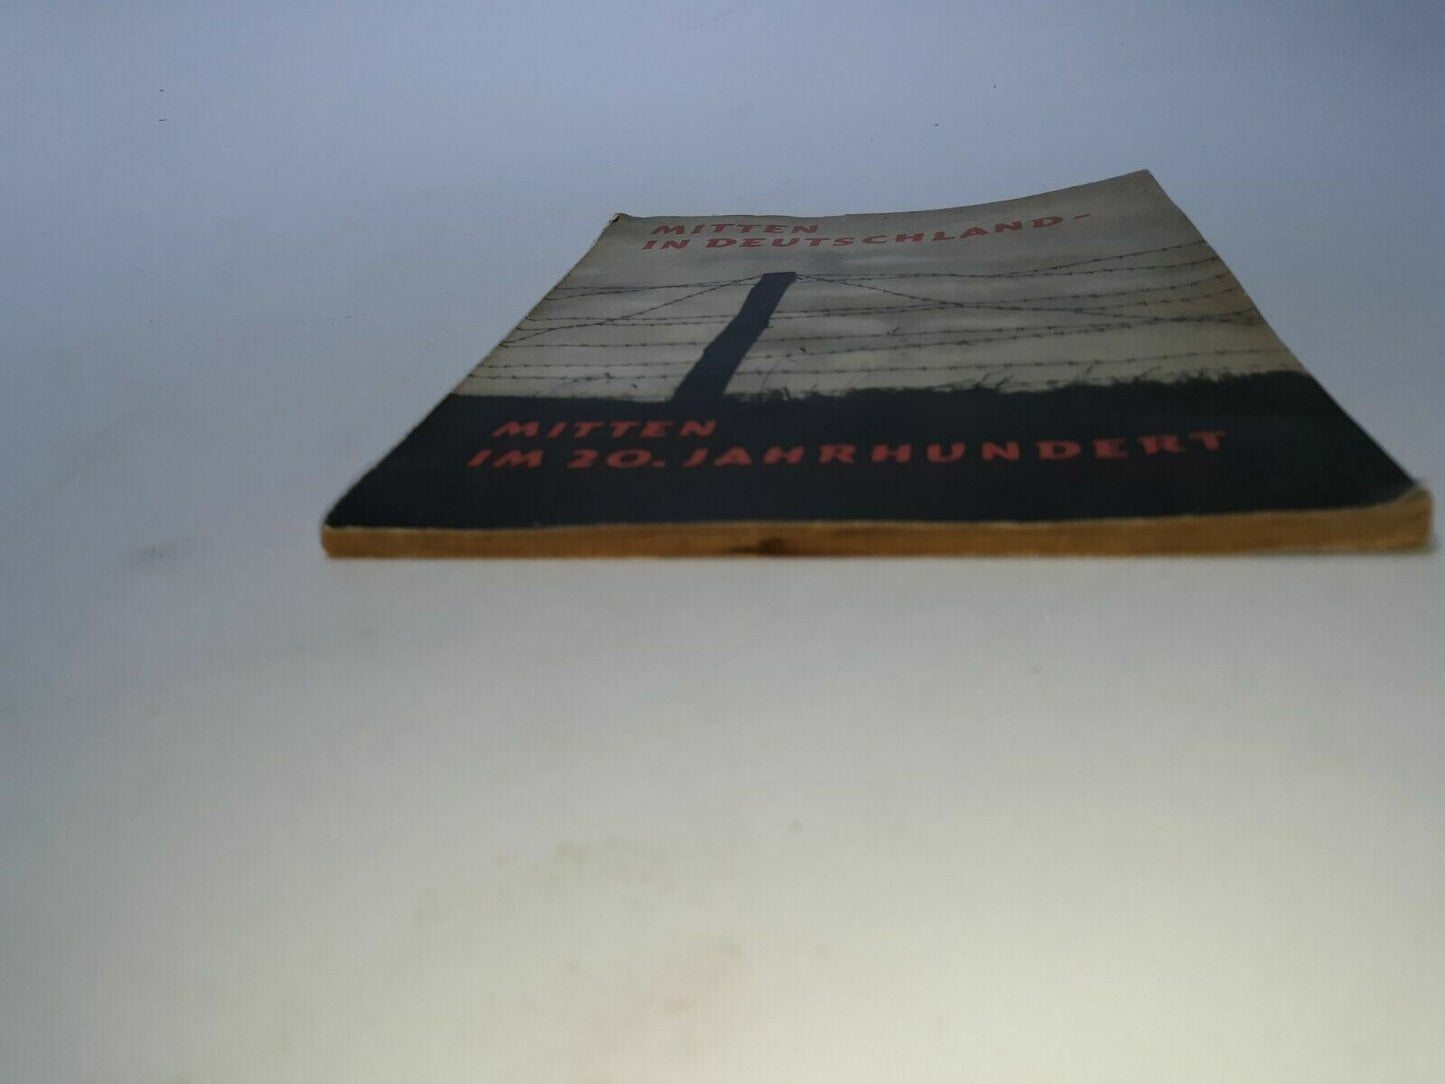 MITTEN
IN DEUTSCHLAND-
MITTEN
IM 20. JAHRHUNDERT